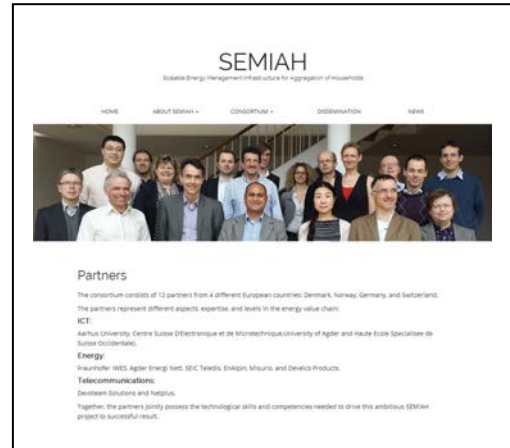 SEMIAH
Scalable Energy Management Infrastructure for Aggregation of Households
HOME ABOUT SEMIAH CONSORTIUM DISSEMINATION NEWS
Partners
The consortium consists of 12 partners from 4 different European countries: Denmark, Norway, Germany, and Switzerland.
The partners represent different aspects, expertise, and levels in the energy value chain:
ICT:
Aarhus University, Centre Suisse D'Electronique et de Microtechnique,University of Agder and Haute Ecole Specialisee de
Suisse Occidentale).
Energy:
Fraunhofer IWES, Agder Energi Nett, SEIC Teledis, EnAlpin, Misurio, and Develco Products.
Telecommunications:
Devoteam Solutions and Netplus.
Together, the partners jointly possess the technological skills and competencies needed to drive this ambitious SEMIAH
project to successful result.